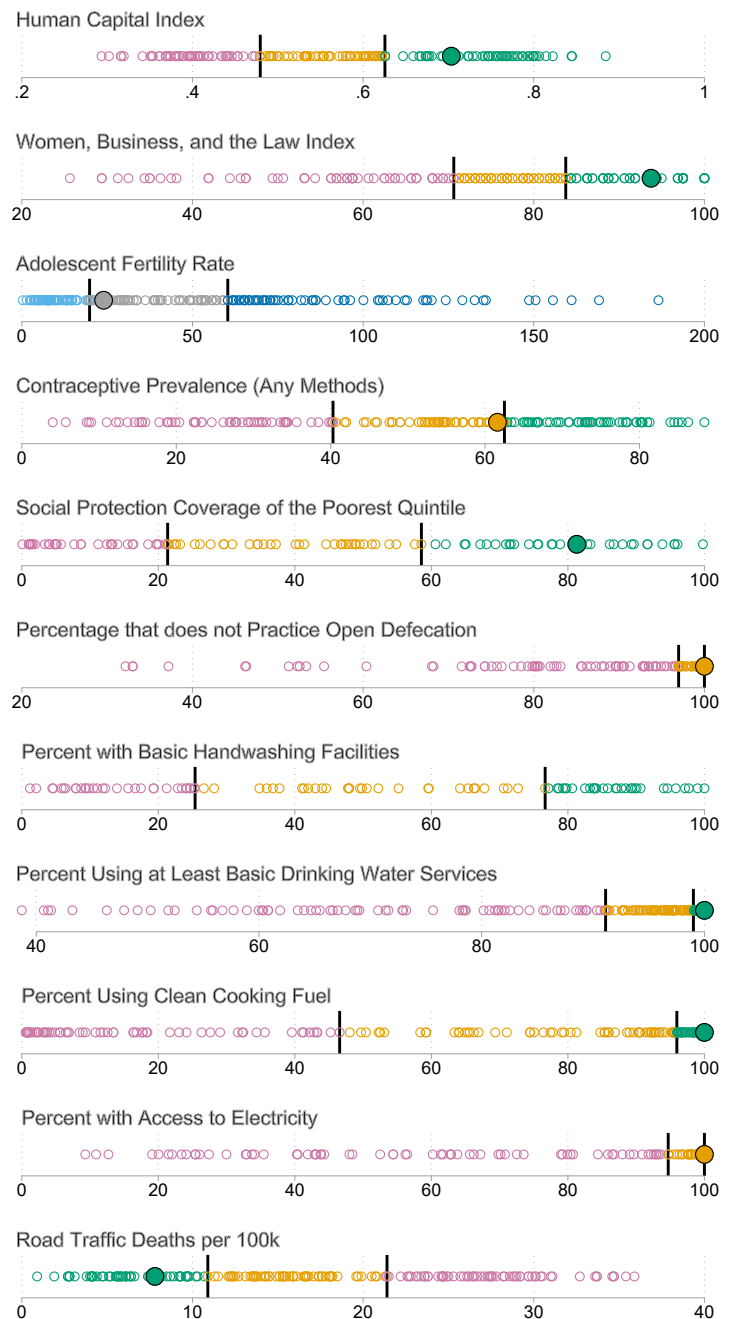 Human Capital Index
.2 .4 .6 .8 1
Women, Business, and the Law Index
20 40 60 80 100
Adolescent Fertility Rate
0 50 100 150 200
Contraceptive Prevalence (Any Methods)
0 20 40 60 80
Social Protection Coverage of the Poorest Quintile
0 20 40 60 80 100
Percentage that does not Practice Open Defecation
20 40 60 80 100
Percent with Basic Handwashing Facilities
0 20 40 60 80 100
Percent Using at Least Basic Drinking Water Services
40 60 80 100
Percent Using Clean Cooking Fuel
0 20 40 60 80 100
Percent with Access to Electricity
0 20 40 60 80 100
Road Traffic Deaths per 100k
0 10 20 30 40